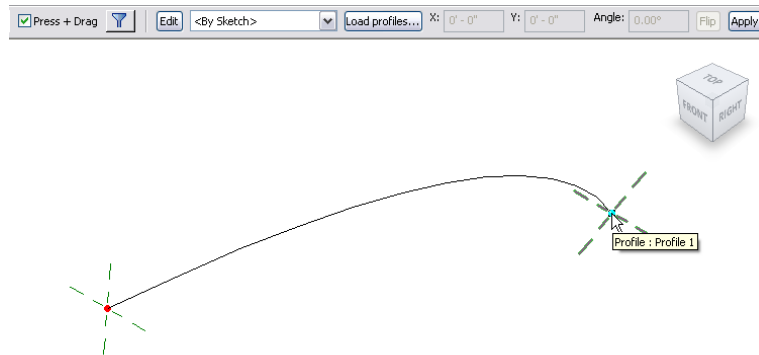 Press + Drag Edit <By Sketch> Load profiles... X: 0' - 0" Y: 0' - 0" Angle: 0.00° Flip Apply
TOP
FRONT RIGHT
Profile : Profile 1